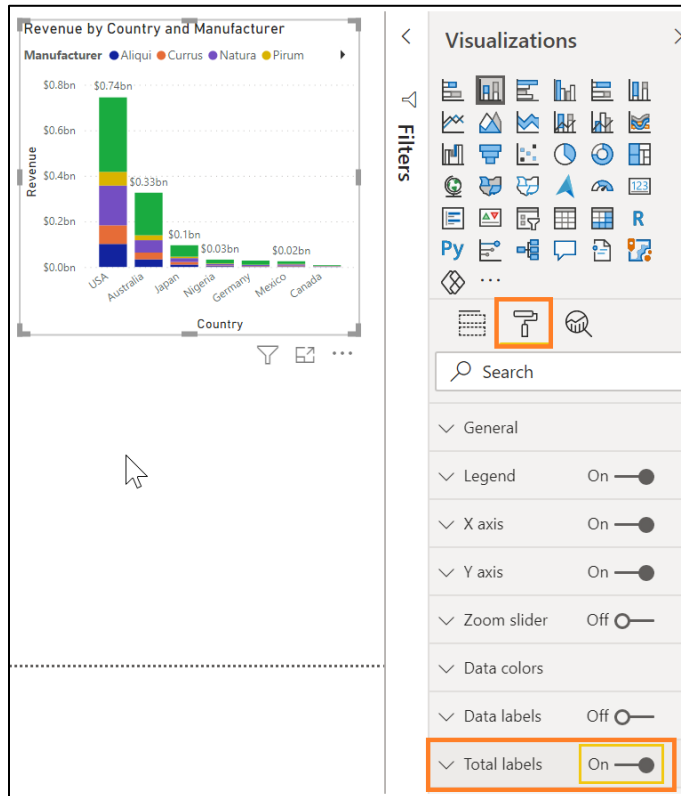 Revenue by Country and Manufacturer
Manufacturer Aliqui Currus Natura Pirum
$0.8bn
$0.6bn
$0.4bn
$0.2bn
$0.0bn
Revenue
$0.74bn
$0.33bn
$0.1bn
$0.03bn
$0.02bn
USA
Australia
Japan
Nigeria
Germany
Mexico
Canada
Country
Filters
Visualizations
123
R
Py
Search
General
Legend On
X axis On
Y axis On
Zoom slider Off
Data colors
Data labels Off
Total labels On